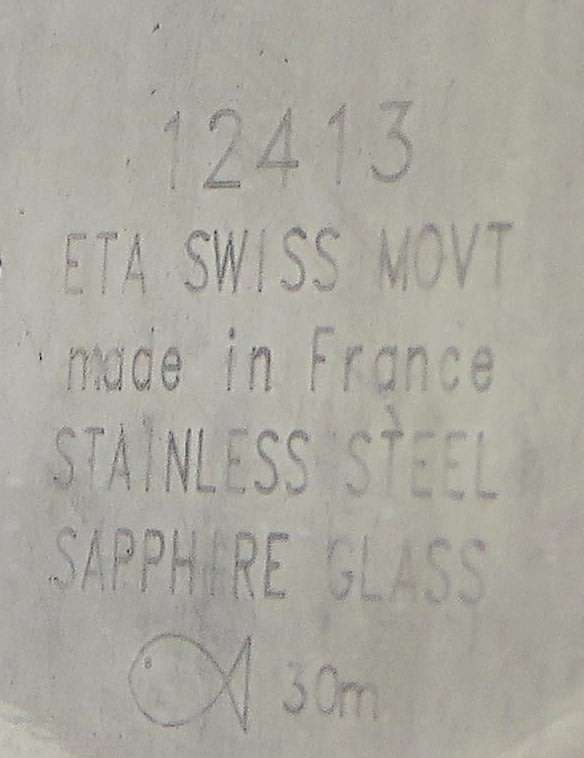 12413
ETA SWISS MOVT
made in France
STAINLESS STEEL
SAPPHIRE GLASS
30m